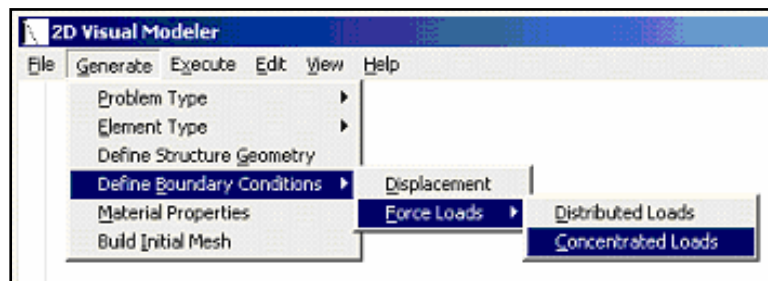 2D Visual Modeler
File Generate Execute Edit View Help
Problem Type
Element Type
Define Structure Geometry
Define Boundary Conditions Displacement
Material Properties Force Loads Distributed Loads
Build Initial Mesh Concentrated Loads